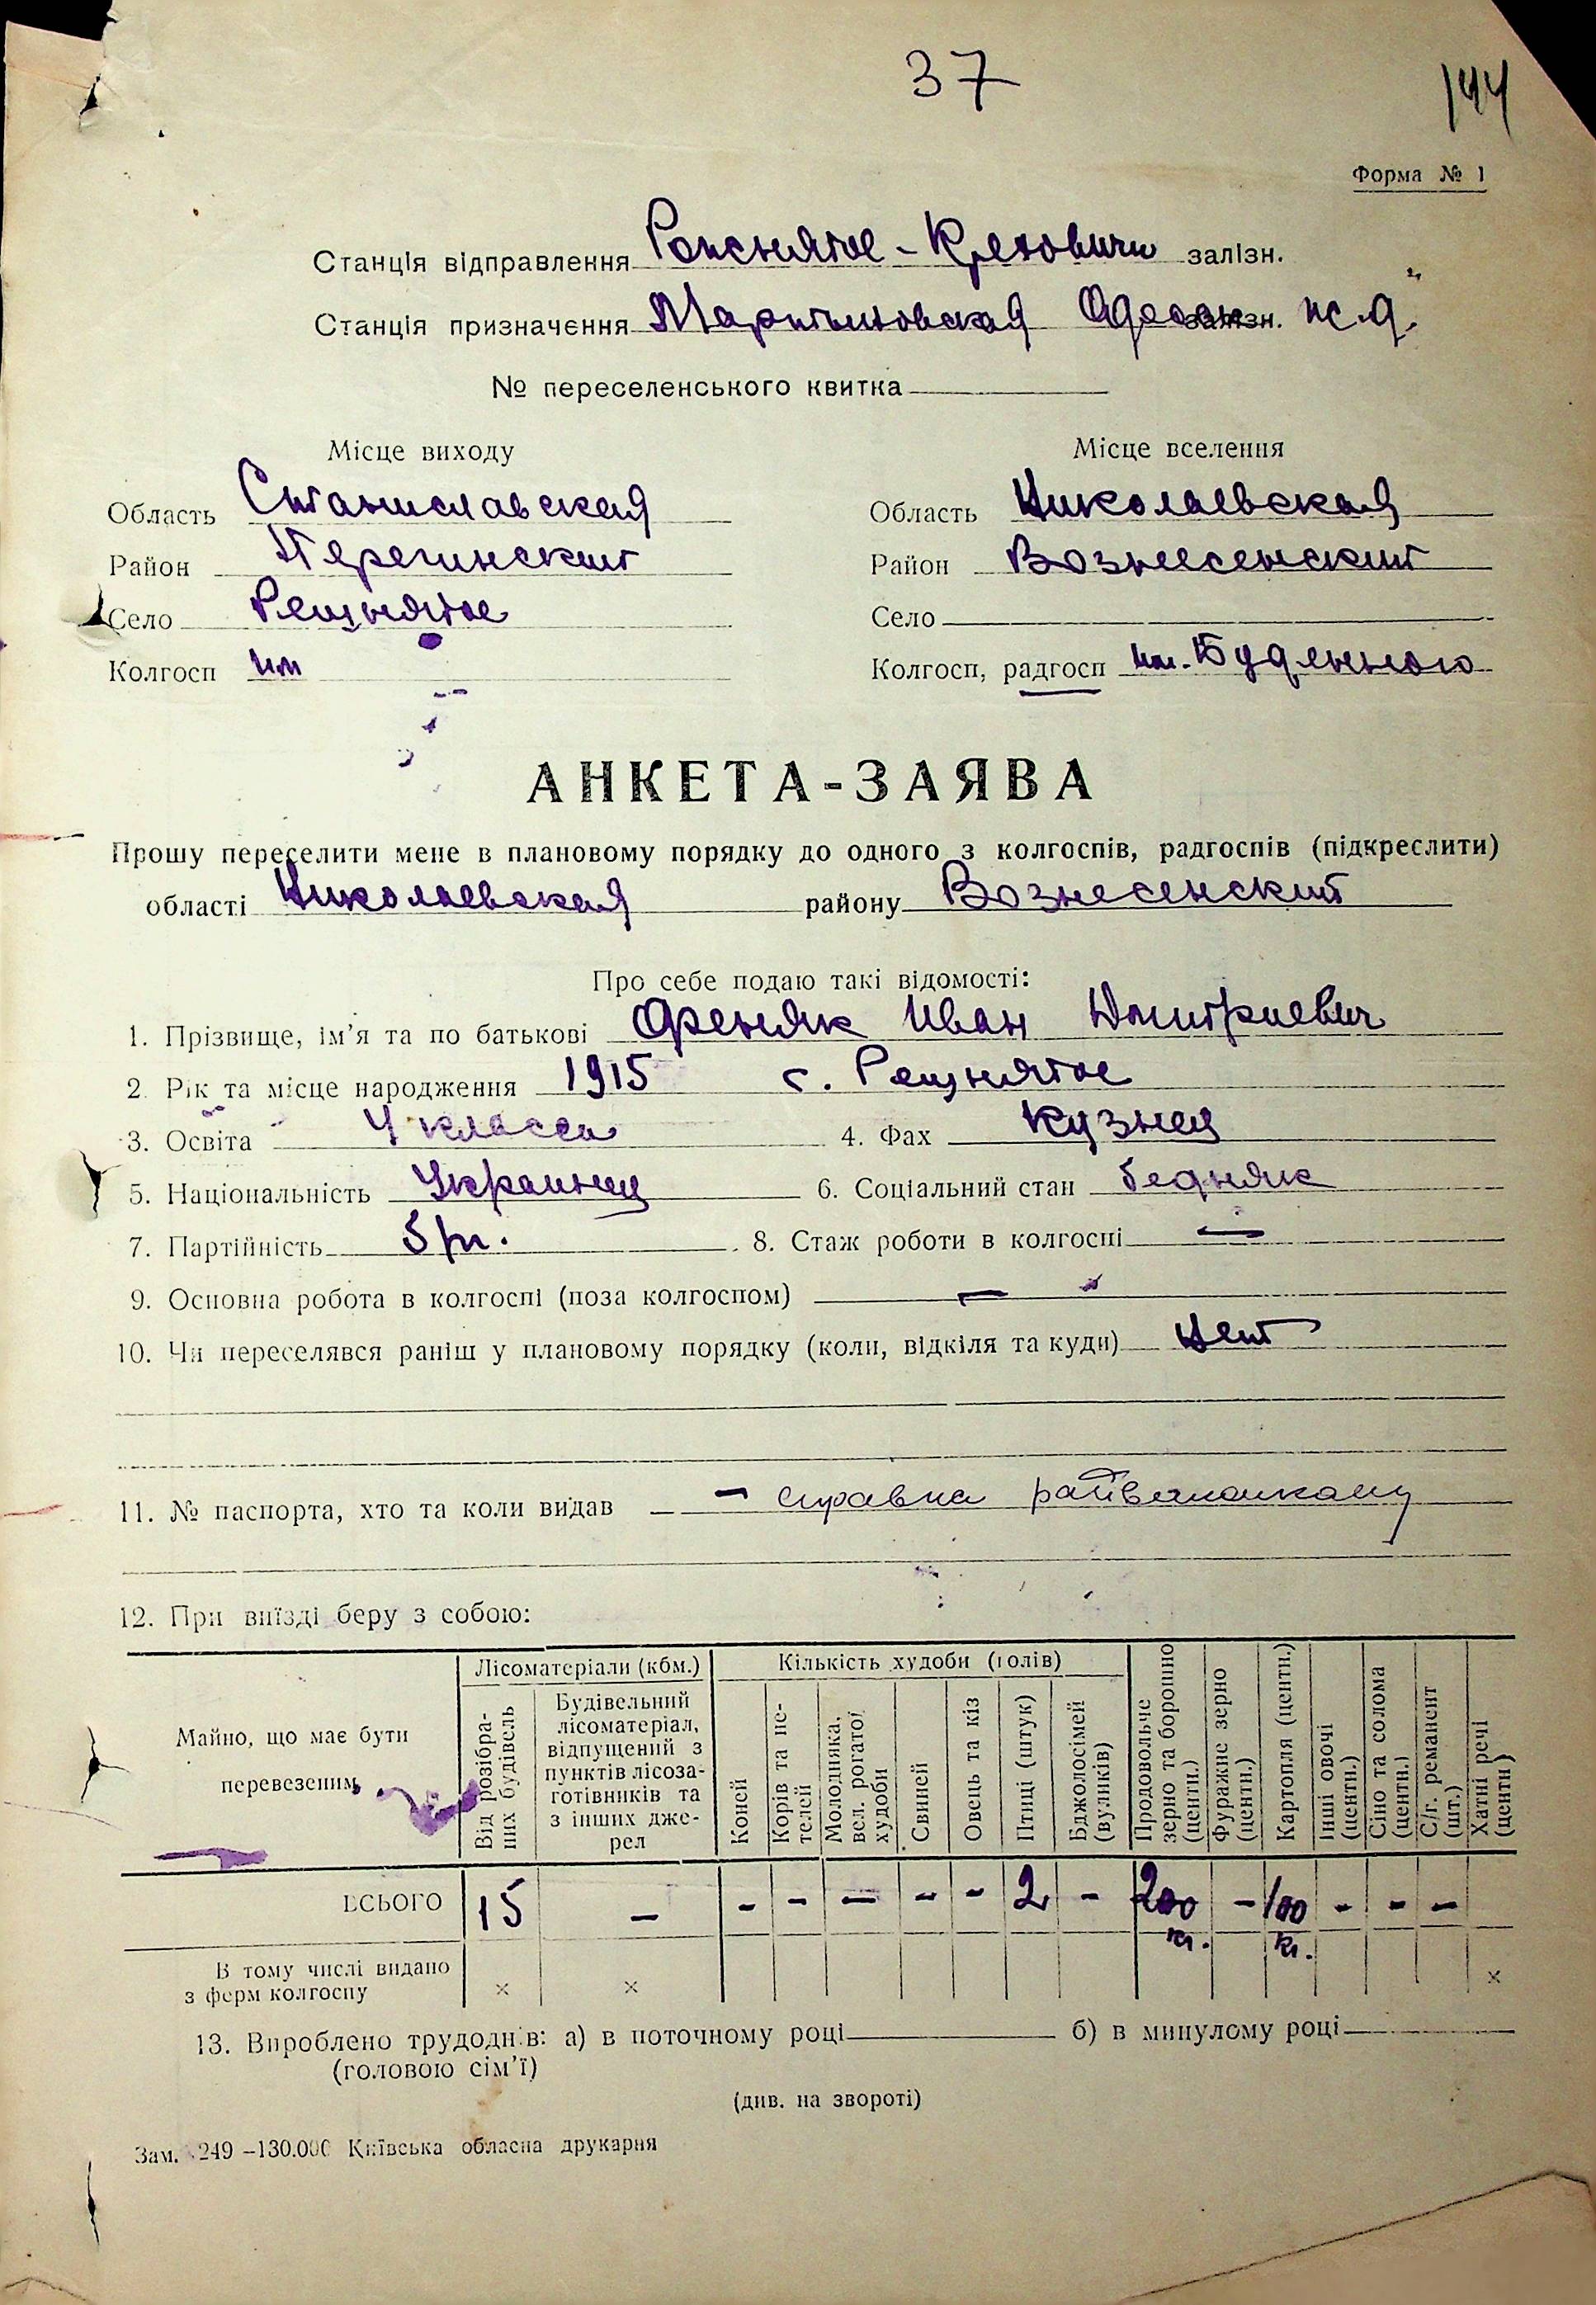 37
144
Форма № 1
Станція відправлення Рожнятое - Креховичи залізн.
Станція призначення Мартыновская Одесск залізн. ж.д.
№ переселенського квитка
Місце виходу
Область Станиславская
Район Перегинский
Село
Колгосп им
Місце вселення
Область Николаевская
Район Вознесенский
Село
Колгосп, радгосп им. Буденного
АНКЕТА-ЗАЯВА
Прошу переселити мене в плановому порядку до одного з колгоспів, радгоспів (підкреслити)
області Николаевская району Вознесенский
Про себе подаю такі відомості:
1. Прізвище, ім’я та по батькові Френяк Иван Дмитриевич
2. Рік та місце народження 1915 с.
3. Освіта 4 класса 4. Фах Кузнец
5. Національність Украинец 6. Соціальний стан бедняк
7. Партійність б/п. 8. Стаж роботи в колгоспі —
9. Основна робота в колгоспі (поза колгоспом) —
10. Чи переселявся раніш у плановому порядку (коли, відкіля та куди) Нет
11. № паспорта, хто та коли видав — справка райвиконкому
12. При виїзді беру з собою:
Майно, що має бути перевезеним
Лісоматеріали (кбм.)
Від розібраних будівель
Будівельний лісоматеріал, відпущений з пунктів лісозаготівників та з інших джерел
Кількість худоби (голів)
Коней
Корів та нетелей
Молодняка, вел. рогатої худоби
Свиней
Овець та кіз
Птиці (штук)
Бджолосімей (вуликів)
Продовольче зерно та борошно (центн.)
Фуражне зерно (центн.)
Картопля (центн.)
Інші овочі (центн.)
Сіно та солома (центн.)
С/г. реманент (шт.)
Хатні речі (центн)
ВСЬОГО 15 — - - — - - 2 - 200 кг. - 100 кг. - - -
В тому числі видано з ферм колгоспу × × ×
13. Вироблено трудоднів: а) в поточному році б) в минулому році
(головою сім’ї)
(див. на звороті)
Зам. 249 –130.000 Київська обласна друкарня